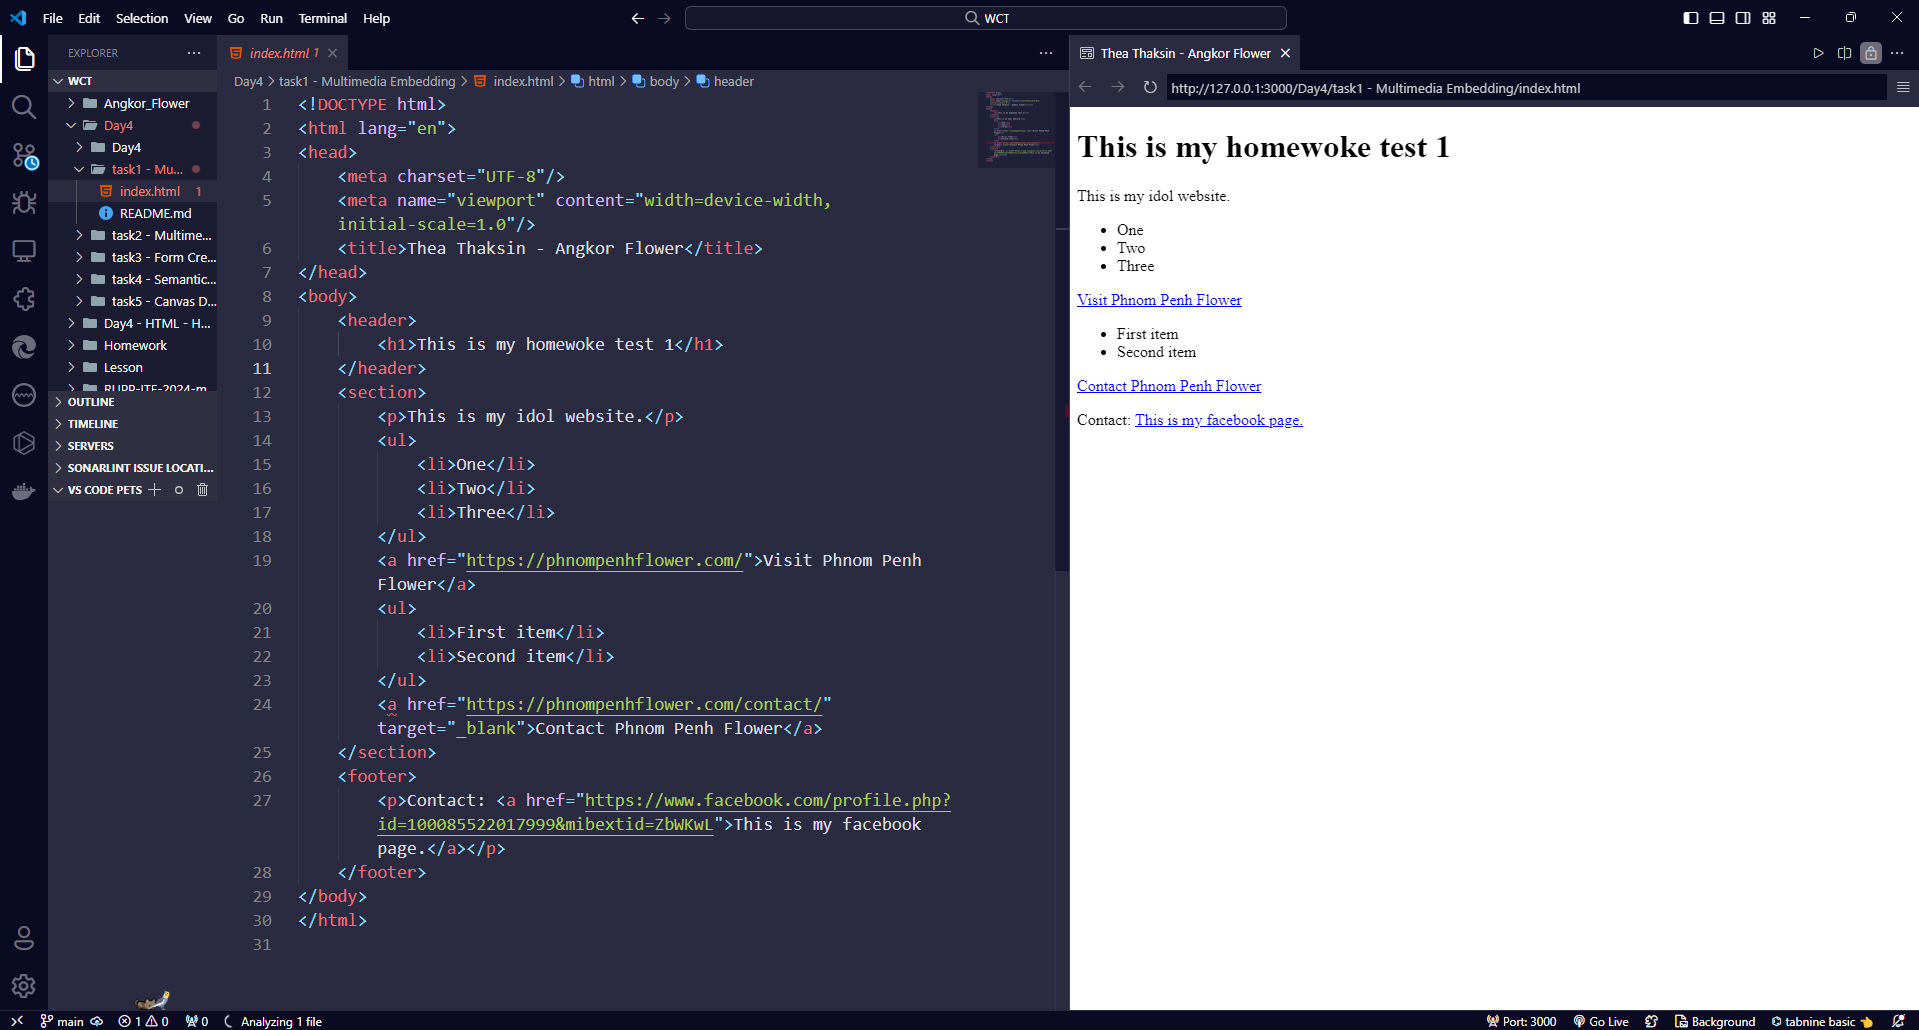 File Edit Selection View Go Run Terminal Help
WCT
EXPLORER
WCT
Angkor_Flower
Day4
Day4
task1 - Mu...
index.html 1
README.md
task2 - Multime...
task3 - Form Cre...
task4 - Semantic...
task5 - Canvas D...
Day4 - HTML - H...
Homework
Lesson
RUPP-ITE-2024-m...
OUTLINE
TIMELINE
SERVERS
SONARLINT ISSUE LOCATI...
VS CODE PETS
index.html 1
Day4 > task1 - Multimedia Embedding > index.html > html > body > header
1 <!DOCTYPE html>
2 <html lang="en">
3 <head>
4 <meta charset="UTF-8"/>
5 <meta name="viewport" content="width=device-width,
initial-scale=1.0"/>
6 <title>Thea Thaksin - Angkor Flower</title>
7 </head>
8 <body>
9 <header>
10 <h1>This is my homewoke test 1</h1>
11 </header>
12 <section>
13 <p>This is my idol website.</p>
14 <ul>
15 <li>One</li>
16 <li>Two</li>
17 <li>Three</li>
18 </ul>
19 <a href="https://phnompenhflower.com/">Visit Phnom Penh
Flower</a>
20 <ul>
21 <li>First item</li>
22 <li>Second item</li>
23 </ul>
24 <a href="https://phnompenhflower.com/contact/"
target="_blank">Contact Phnom Penh Flower</a>
25 </section>
26 <footer>
27 <p>Contact: <a href="https://www.facebook.com/profile.php?
id=100085522017999&mibextid=ZbWKwL">This is my facebook
page.</a></p>
28 </footer>
29 </body>
30 </html>
31
Thea Thaksin - Angkor Flower
http://127.0.0.1:3000/Day4/task1 - Multimedia Embedding/index.html
This is my homewoke test 1
This is my idol website.
One
Two
Three
Visit Phnom Penh Flower
First item
Second item
Contact Phnom Penh Flower
Contact: This is my facebook page.
main 1 0 0 Analyzing 1 file
Port: 3000 Go Live Background tabnine basic